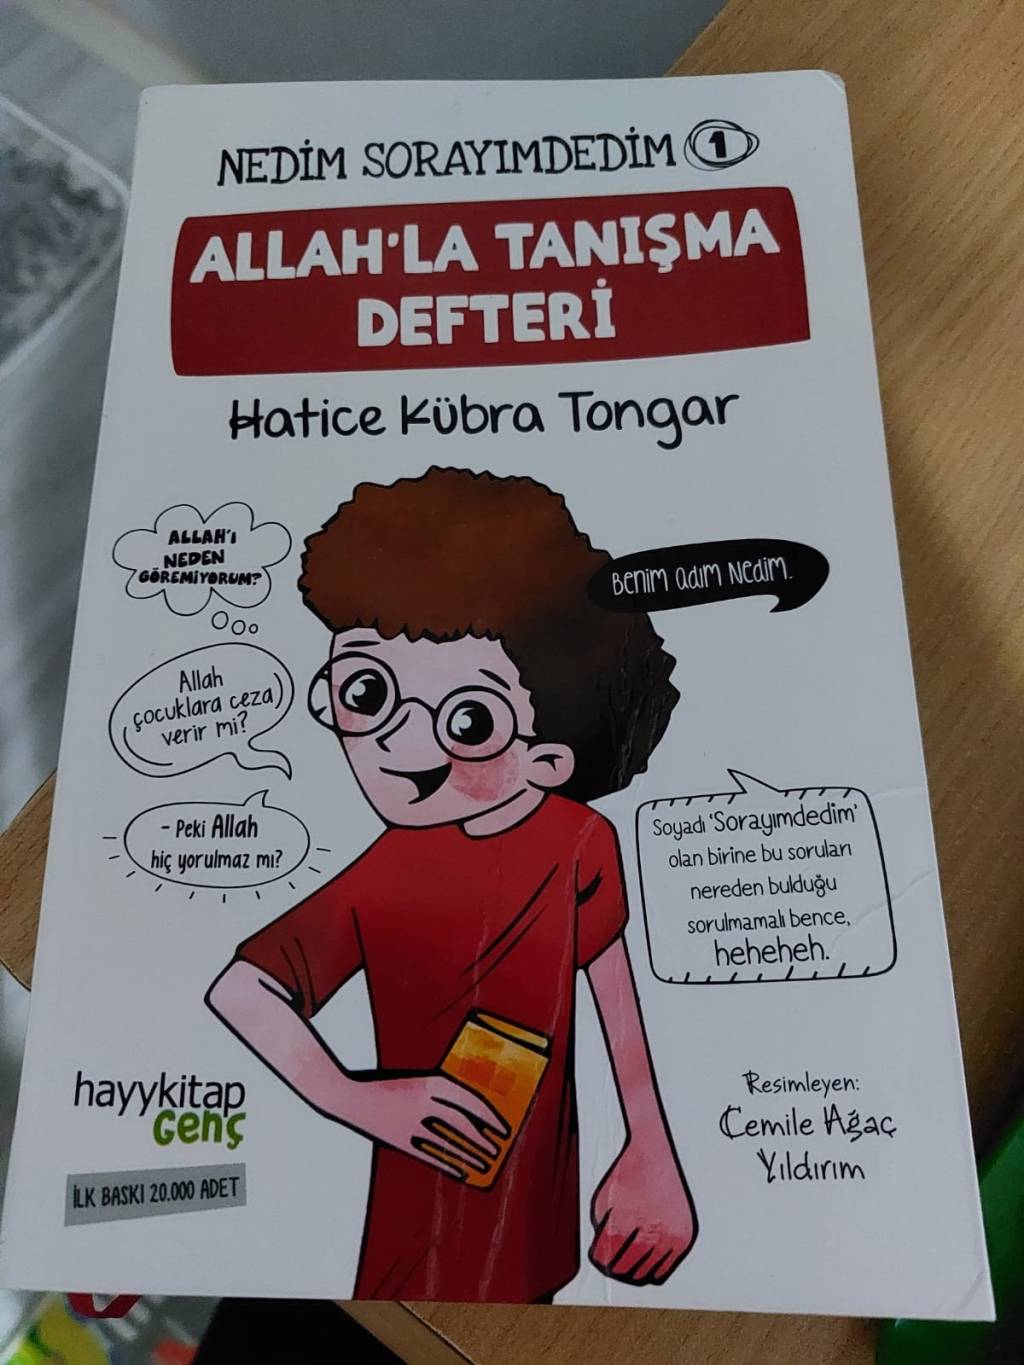 NEDİM SORAYIMDEDİM 1
ALLAH'LA TANIŞMA
DEFTERİ
Hatice Kübra Tongar
ALLAH'I
NEDEN
GÖREMİYORUM?
Benim adım Nedim.
Allah
çocuklara ceza
verir mi?
- Peki Allah
hiç yorulmaz mı?
Soyadı 'Sorayımdedim'
olan birine bu soruları
nereden bulduğu
sorulmamalı bence,
heheheh.
hayykitap
Genç
İLK BASKI 20.000 ADET
Resimleyen:
Cemile Ağaç
Yıldırım